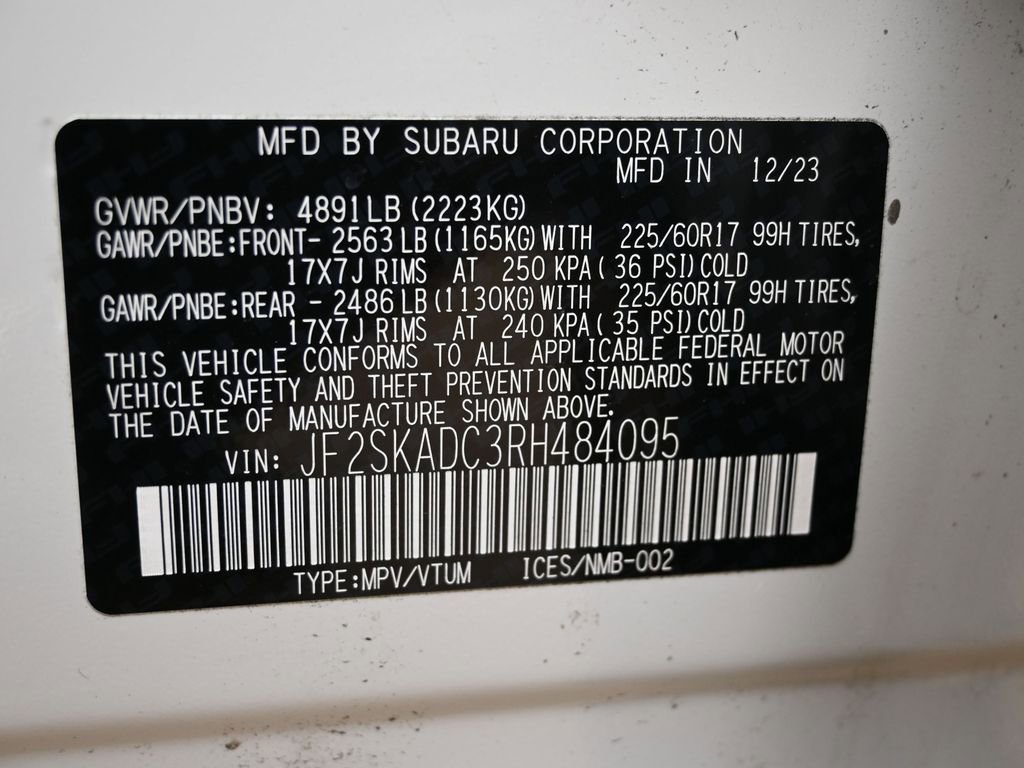 MFD BY SUBARU CORPORATION
MFD IN 12/23
GVWR/PNBV: 4891LB(2223KG)
GAWR/PNBE:FRONT- 2563LB(1165KG)WITH 225/60R17 99H TIRES,
17X7J RIMS AT 250 KPA( 36 PSI)COLD
GAWR/PNBE:REAR - 2486LB(1130KG)WITH 225/60R17 99H TIRES,
17X7J RIMS AT 240 KPA( 35 PSI)COLD
THIS VEHICLE CONFORMS TO ALL APPLICABLE FEDERAL MOTOR
VEHICLE SAFETY AND THEFT PREVENTION STANDARDS IN EFFECT ON
THE DATE OF MANUFACTURE SHOWN ABOVE.
VIN: JF2SKADC3RH484095
TYPE:MPV/VTUM ICES/NMB-002